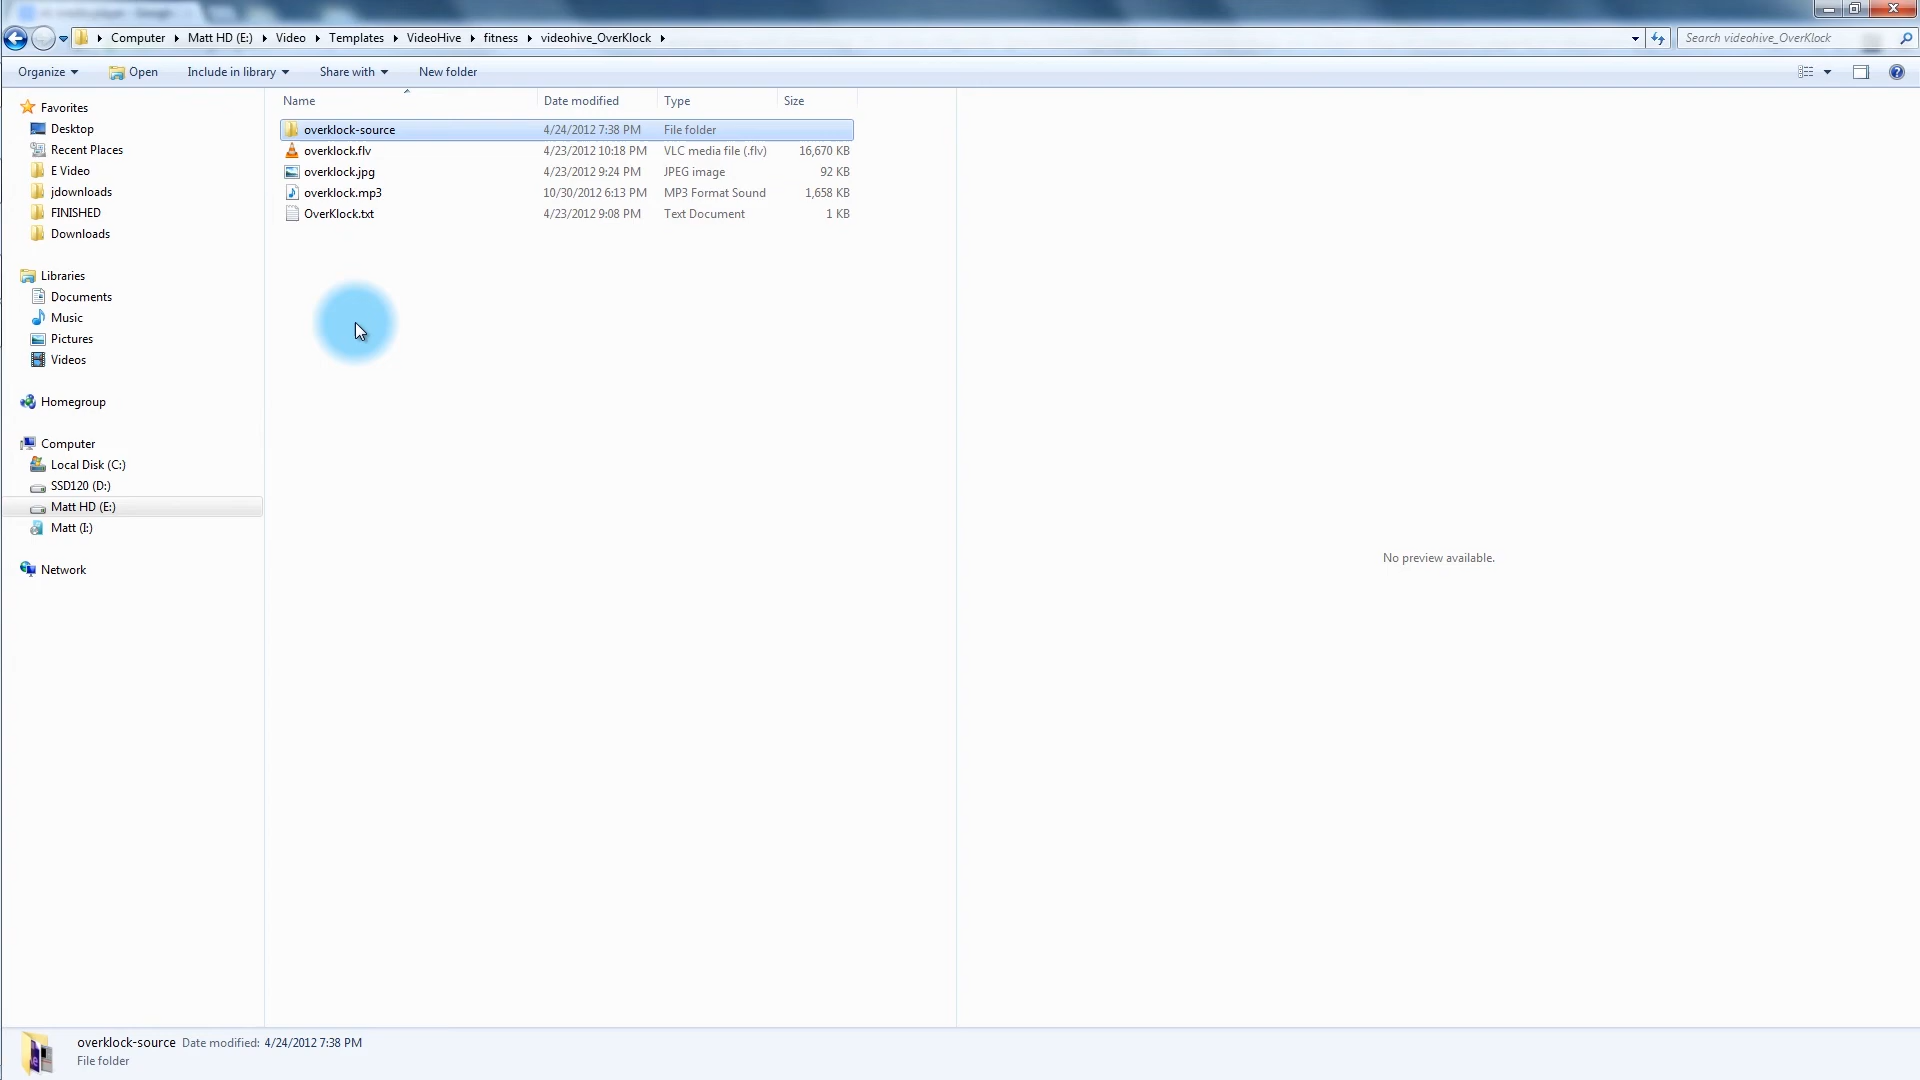 Computer Matt HD (E:) Video Templates VideoHive fitness videohive_OverKlock
Search videohive_OverKlock
Organize Open Include in library Share with New folder
Favorites
Desktop
Recent Places
E Video
jdownloads
FINISHED
Downloads
Libraries
Documents
Music
Pictures
Videos
Homegroup
Computer
Local Disk (C:)
SSD120 (D:)
Matt HD (E:)
Matt (I:)
Network
Name Date modified Type Size
overklock-source 4/24/2012 7:38 PM File folder
overklock.flv 4/23/2012 10:18 PM VLC media file (.flv) 16,670 KB
overklock.jpg 4/23/2012 9:24 PM JPEG image 92 KB
overklock.mp3 10/30/2012 6:13 PM MP3 Format Sound 1,658 KB
OverKlock.txt 4/23/2012 9:08 PM Text Document 1 KB
No preview available.
overklock-source Date modified: 4/24/2012 7:38 PM
File folder